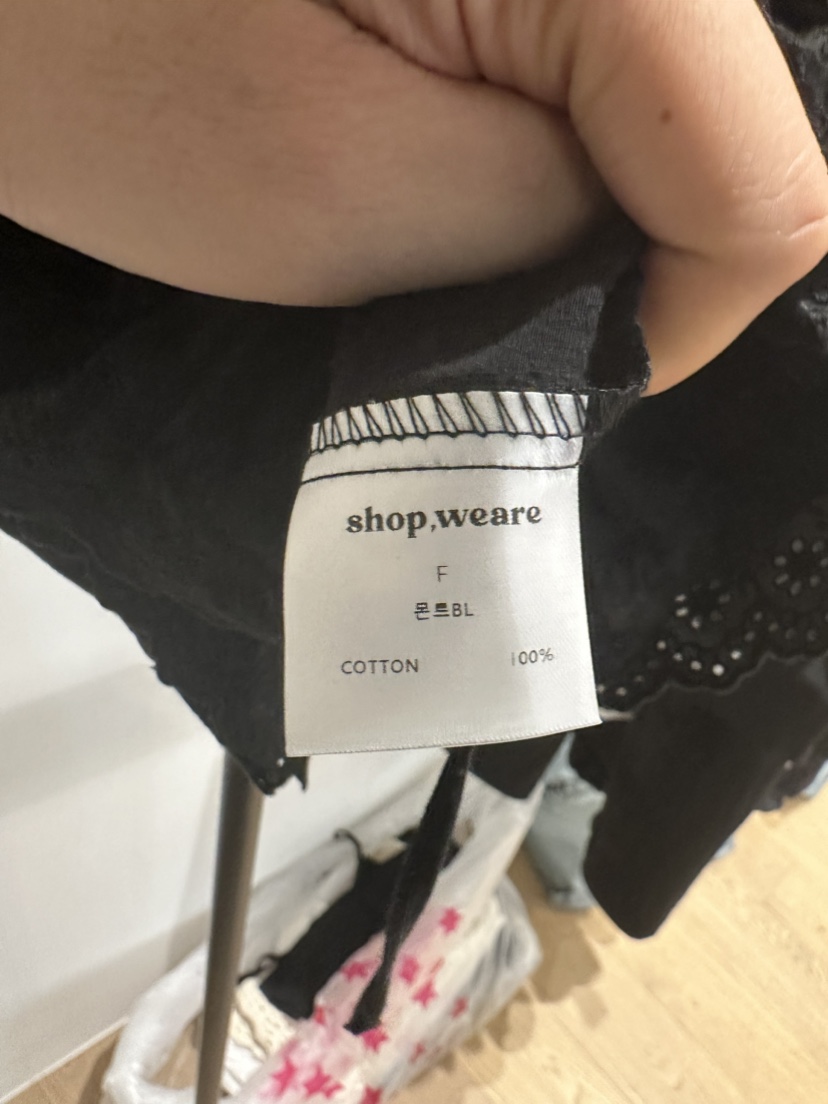 shop,weare
F
몬트BL
COTTON 100%